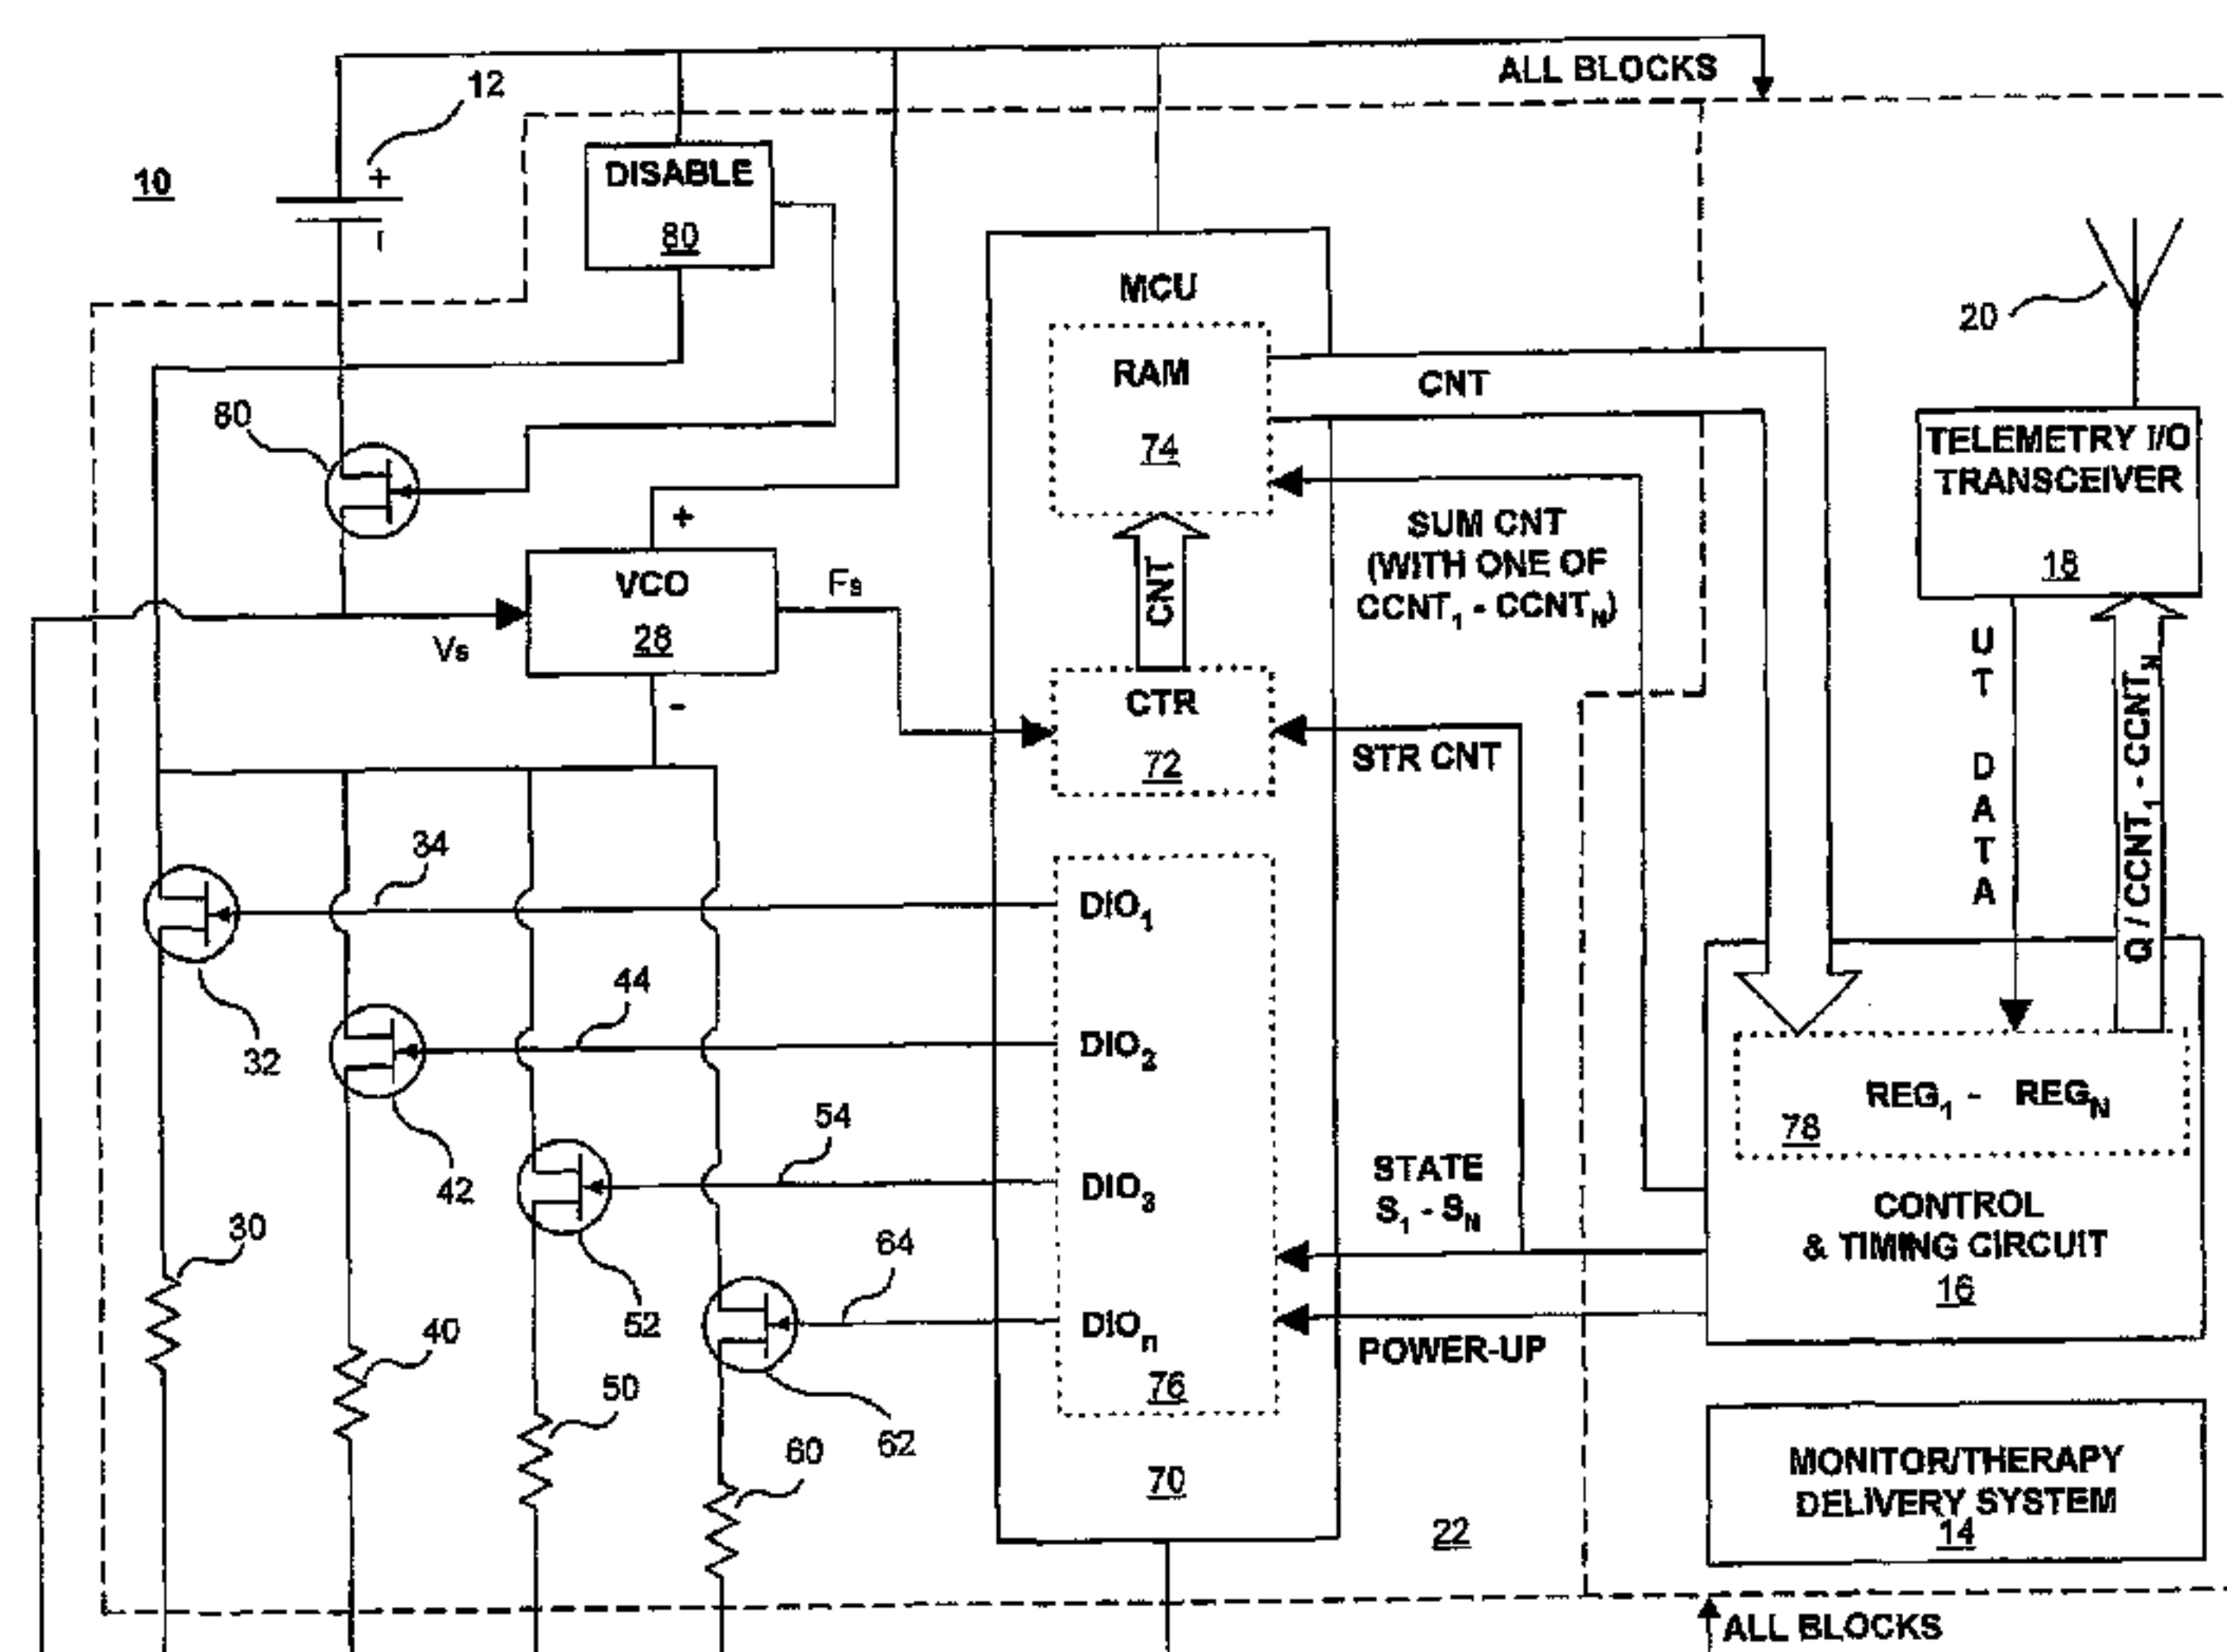 ALL BLOCKS
12
10
+
-
DISABLE
80
MCU
RAM
74
CNT
20
TELEMETRY I/O
TRANSCEIVER
18
80
+
SUM CNT
(WITH ONE OF
CCNT₁ - CCNTN)
VCO
28
Fs
Vs
-
CNT
CTR
72
STR CNT
UT DATA
Q / CCNT₁ - CCNTN
34
DIO₁
32
44
DIO₂
42
REG₁ - REGN
78
54
DIO₃
STATE
S₁ - SN
CONTROL
& TIMING CIRCUIT
16
30
52
64
DIOn
POWER-UP
40
50
76
62
60
70
22
MONITOR/THERAPY
DELIVERY SYSTEM
14
ALL BLOCKS